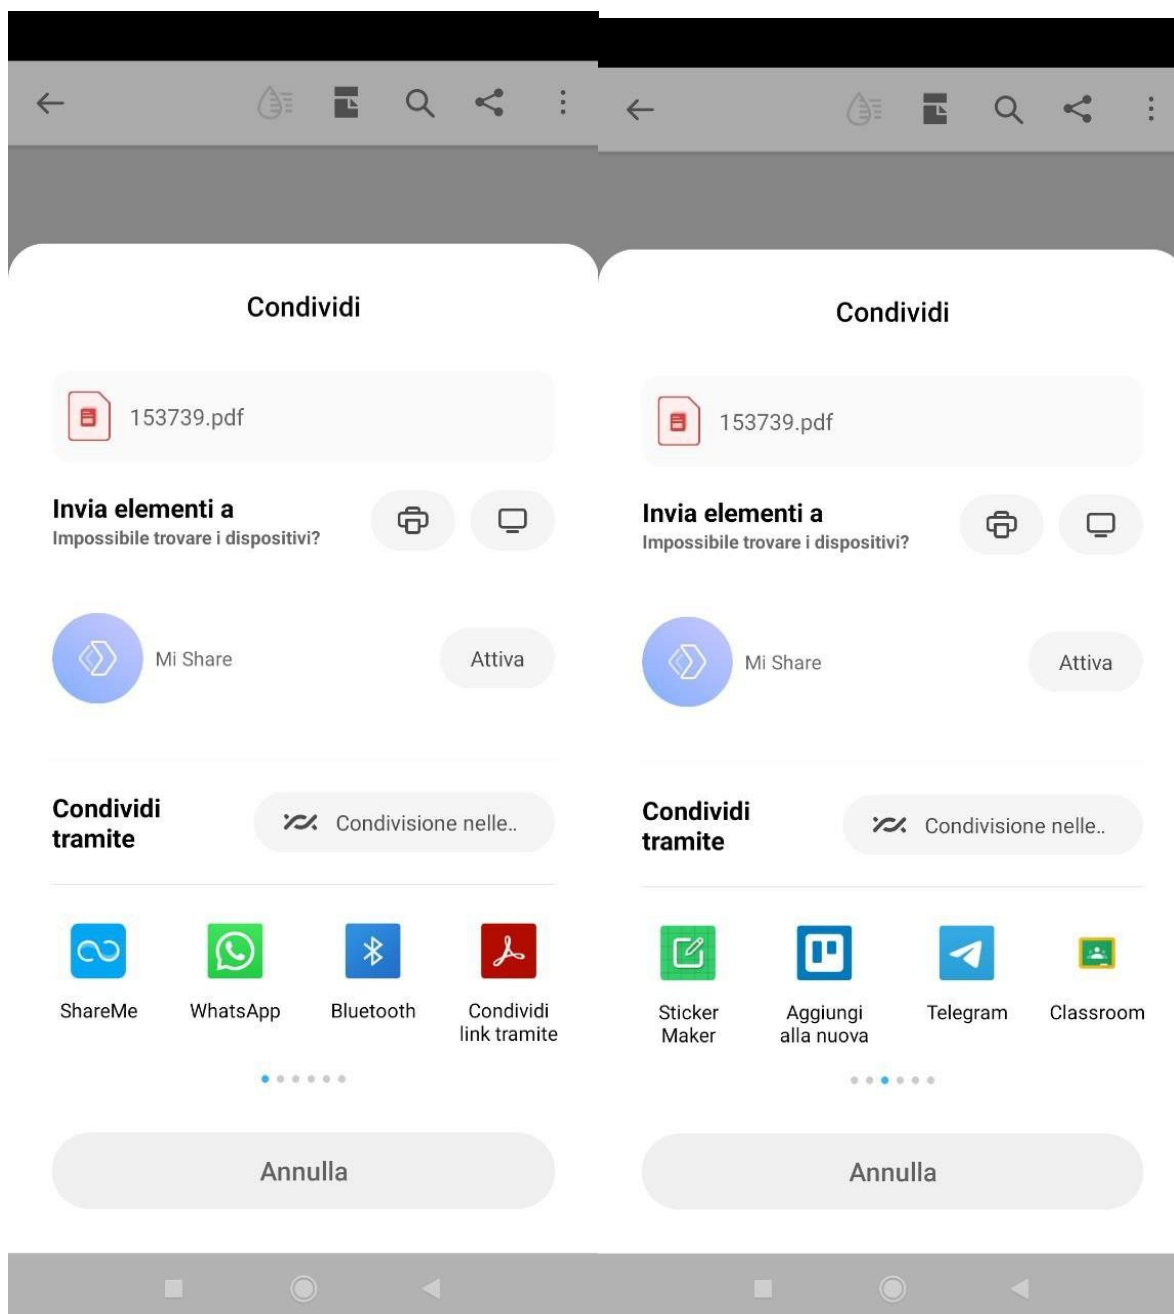 Condividi
153739.pdf
Invia elementi a
Impossibile trovare i dispositivi?
Mi Share
Attiva
Condividi
tramite
Condivisione nelle..
ShareMe
WhatsApp
Bluetooth
Condividi
link tramite
Annulla
Condividi
153739.pdf
Invia elementi a
Impossibile trovare i dispositivi?
Mi Share
Attiva
Condividi
tramite
Condivisione nelle..
Sticker
Maker
Aggiungi
alla nuova
Telegram
Classroom
Annulla